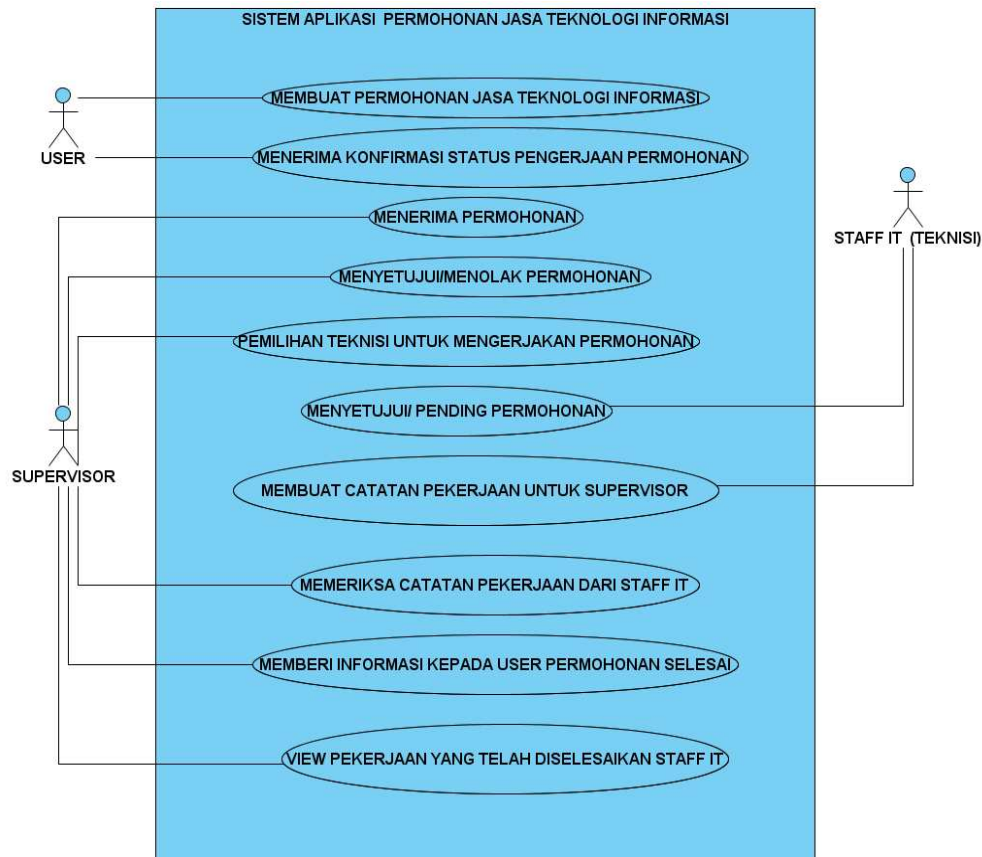 SISTEM APLIKASI PERMOHONAN JASA TEKNOLOGI INFORMASI
MEMBUAT PERMOHONAN JASA TEKNOLOGI INFORMASI
USER
MENERIMA KONFIRMASI STATUS PENGERJAAN PERMOHONAN
MENERIMA PERMOHONAN
STAFF IT (TEKNISI)
MENYETUJUI/MENOLAK PERMOHONAN
PEMILIHAN TEKNISI UNTUK MENGERJAKAN PERMOHONAN
MENYETUJUI/ PENDING PERMOHONAN
SUPERVISOR
MEMBUAT CATATAN PEKERJAAN UNTUK SUPERVISOR
MEMERIKSA CATATAN PEKERJAAN DARI STAFF IT
MEMBERI INFORMASI KEPADA USER PERMOHONAN SELESAI
VIEW PEKERJAAN YANG TELAH DISELESAIKAN STAFF IT